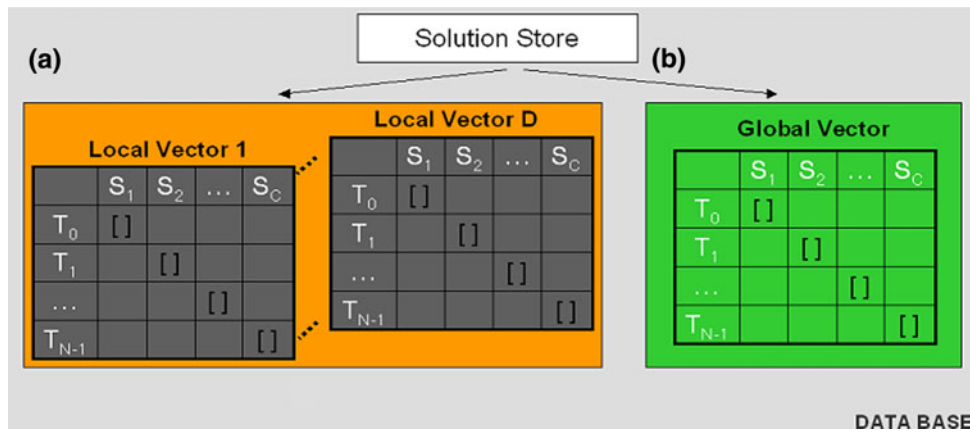 Solution Store
(a)
(b)
Local Vector 1
S1 S2 ... SC
T0 [ ]
T1 [ ]
... [ ]
TN-1 [ ]
Local Vector D
S1 S2 ... SC
T0 [ ]
T1 [ ]
... [ ]
TN-1 [ ]
Global Vector
S1 S2 ... SC
T0 [ ]
T1 [ ]
... [ ]
TN-1 [ ]
DATA BASE